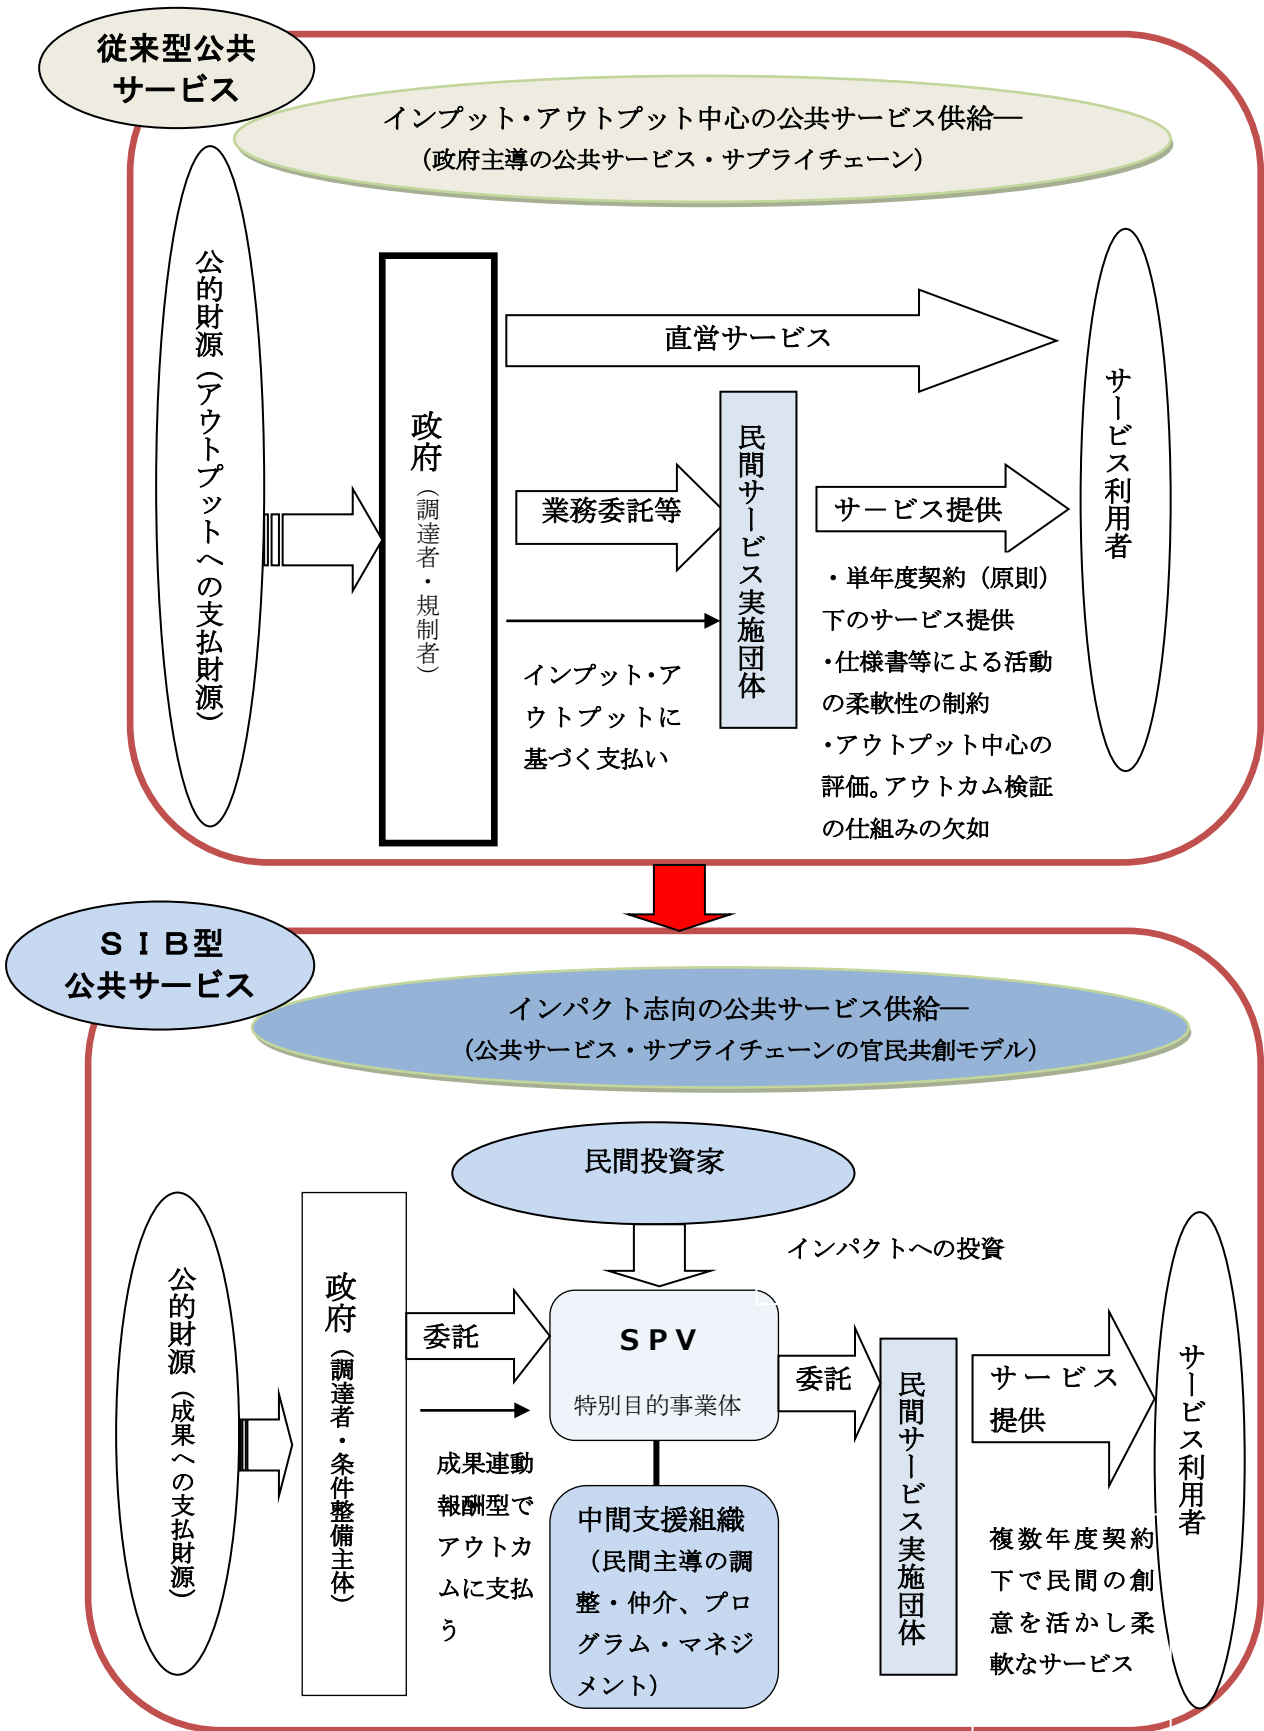 従来型公共
サービス
インプット・アウトプット中心の公共サービス供給―
（政府主導の公共サービス・サプライチェーン）
公的財源（アウトプットへの支払財源）
政府（調達者・規制者）
直営サービス
業務委託等
インプット・ア
ウトプットに
基づく支払い
民間サービス実施団体
サービス提供
・単年度契約（原則）
下のサービス提供
・仕様書等による活動
の柔軟性の制約
・アウトプット中心の
評価。アウトカム検証
の仕組みの欠如
サービス利用者
ＳＩＢ型
公共サービス
インパクト志向の公共サービス供給―
（公共サービス・サプライチェーンの官民共創モデル）
民間投資家
インパクトへの投資
公的財源（成果への支払財源）
政府（調達者・条件整備主体）
委託
成果連動
報酬型で
アウトカ
ムに支払
う
ＳＰＶ
特別目的事業体
中間支援組織
（民間主導の調
整・仲介、プロ
グラム・マネジ
メント）
委託
民間サービス実施団体
サービス
提供
複数年度契約
下で民間の創
意を活かし柔
軟なサービス
サービス利用者